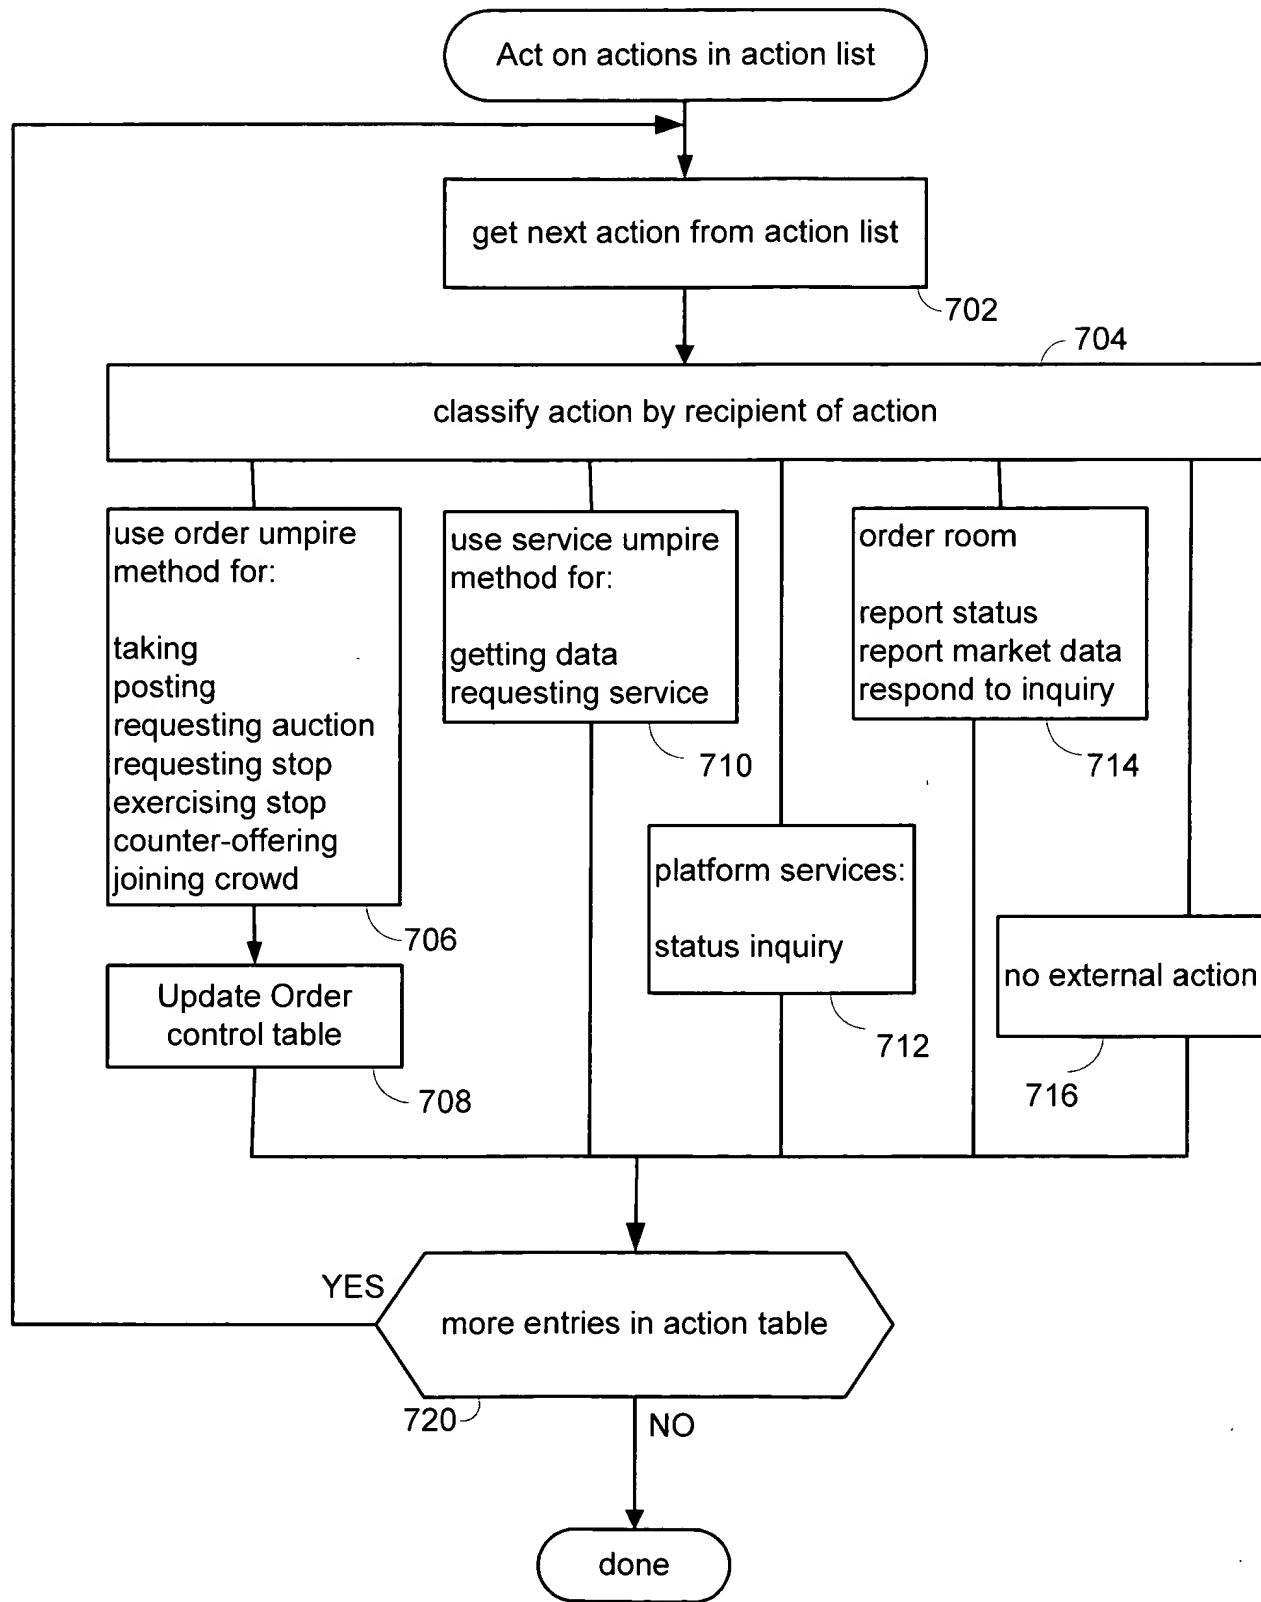 Act on actions in action list
get next action from action list
702
704
classify action by recipient of action
use order umpire
method for:
taking
posting
requesting auction
requesting stop
exercising stop
counter-offering
joining crowd
706
Update Order
control table
708
use service umpire
method for:
getting data
requesting service
710
platform services:
status inquiry
712
order room
report status
report market data
respond to inquiry
714
no external action
716
YES
more entries in action table
720
NO
done